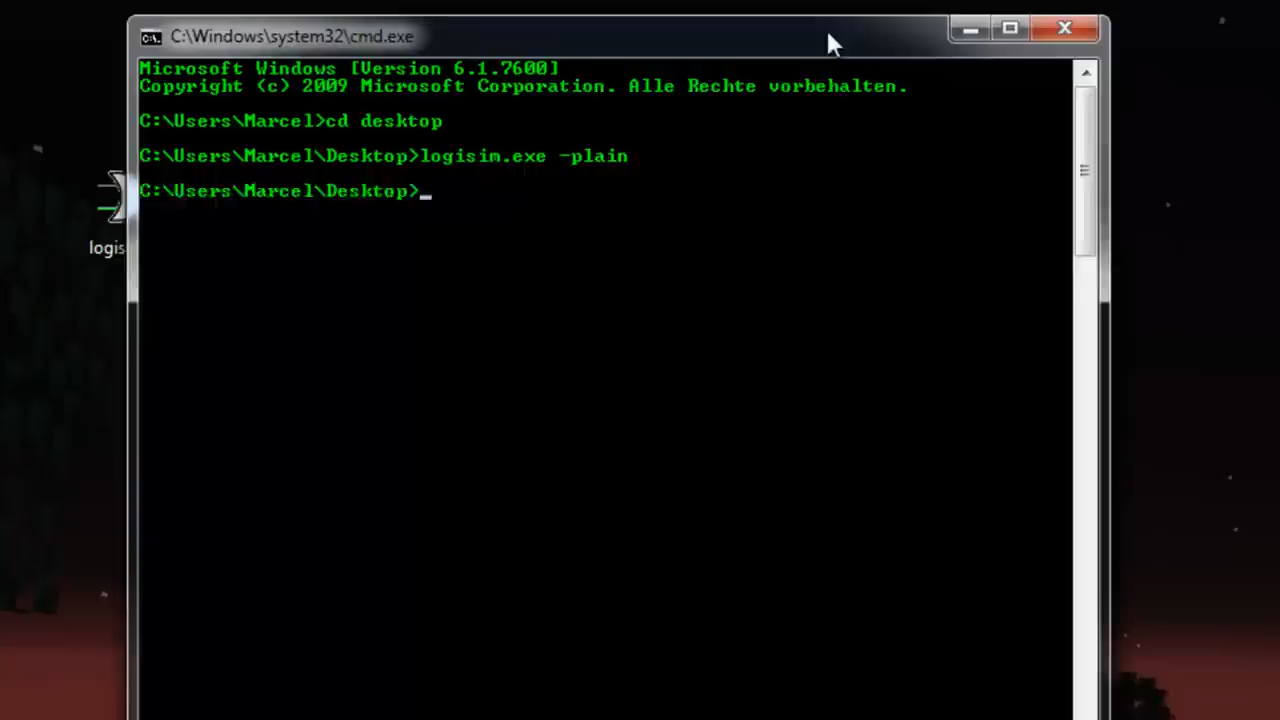 C:\Windows\system32\cmd.exe
Microsoft Windows [Version 6.1.7600]
Copyright (c) 2009 Microsoft Corporation. Alle Rechte vorbehalten.
C:\Users\Marcel>cd desktop
C:\Users\Marcel\Desktop>logisim.exe -plain
C:\Users\Marcel\Desktop>_
logis